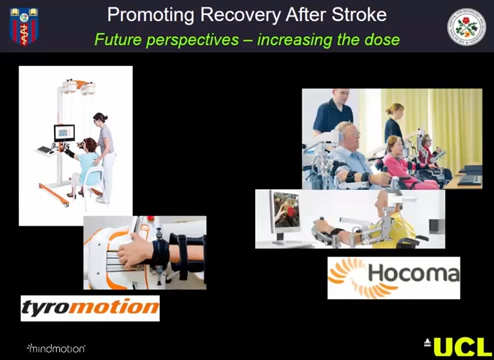 Promoting Recovery After Stroke
Future perspectives – increasing the dose
tyromotion
Hocoma
mindmotion
UCL